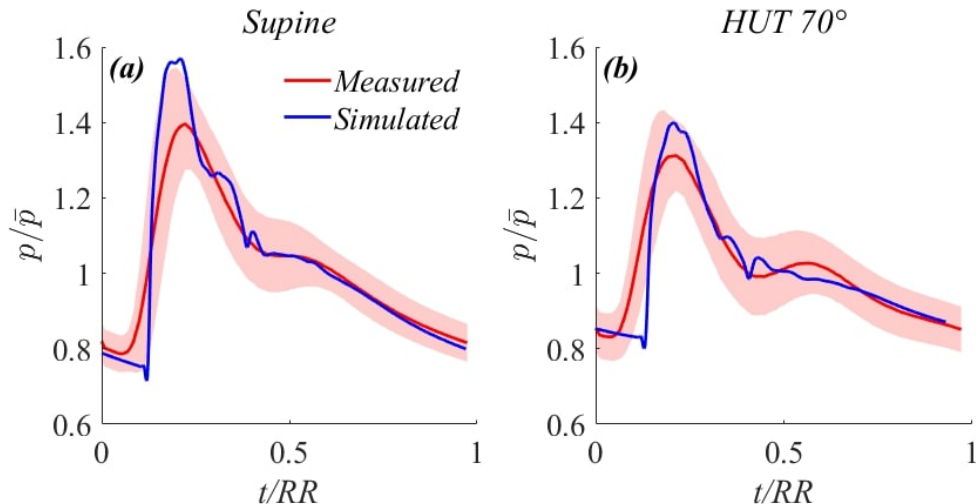 Supine
(a)
Measured
Simulated
p/p̄
1.6
1.4
1.2
1
0.8
0.6
0
0.5
1
t/RR
HUT 70°
(b)
p/p̄
1.6
1.4
1.2
1
0.8
0.6
0
0.5
1
t/RR